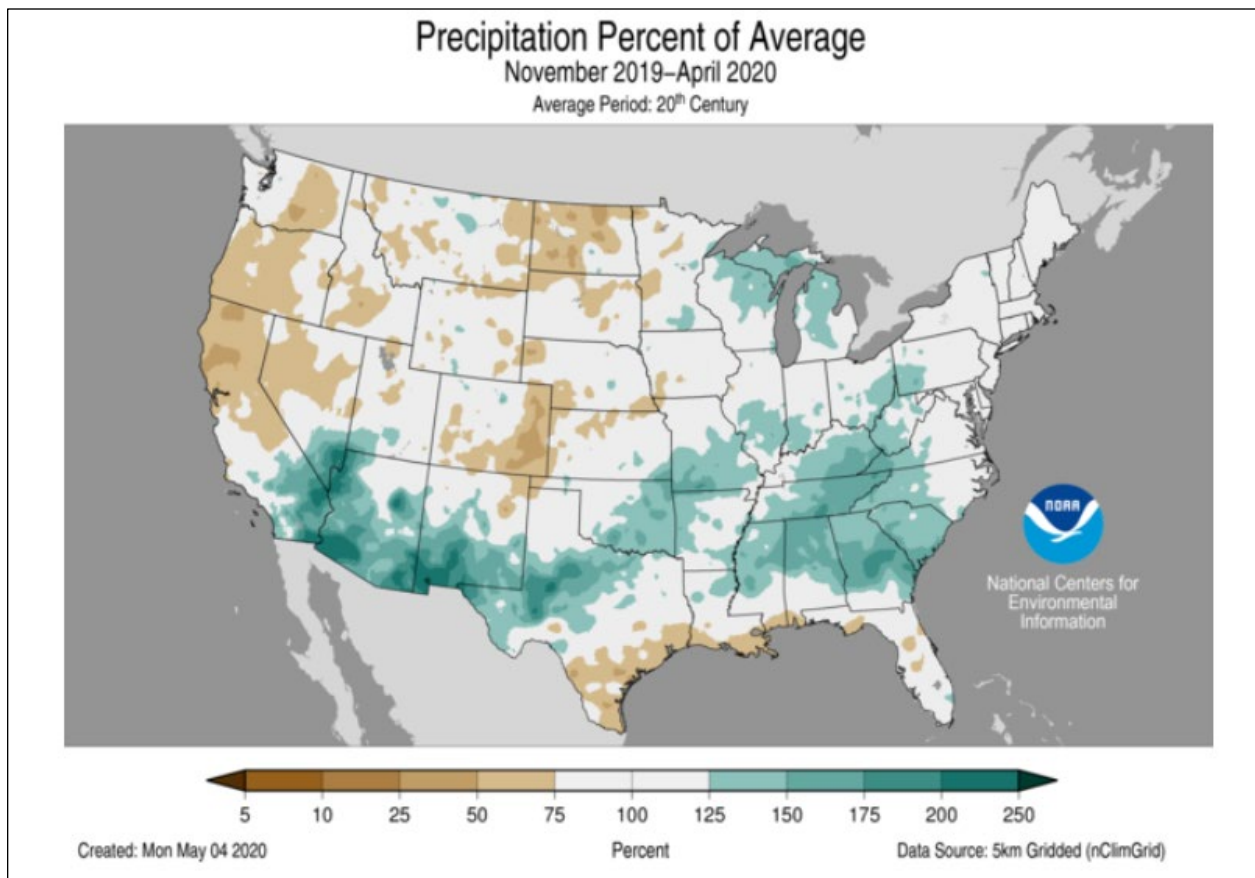 Precipitation Percent of Average
November 2019–April 2020
Average Period: 20th Century
NOAA
National Centers for
Environmental
Information
5 10 25 50 75 100 125 150 175 200 250
Created: Mon May 04 2020 Percent Data Source: 5km Gridded (nClimGrid)